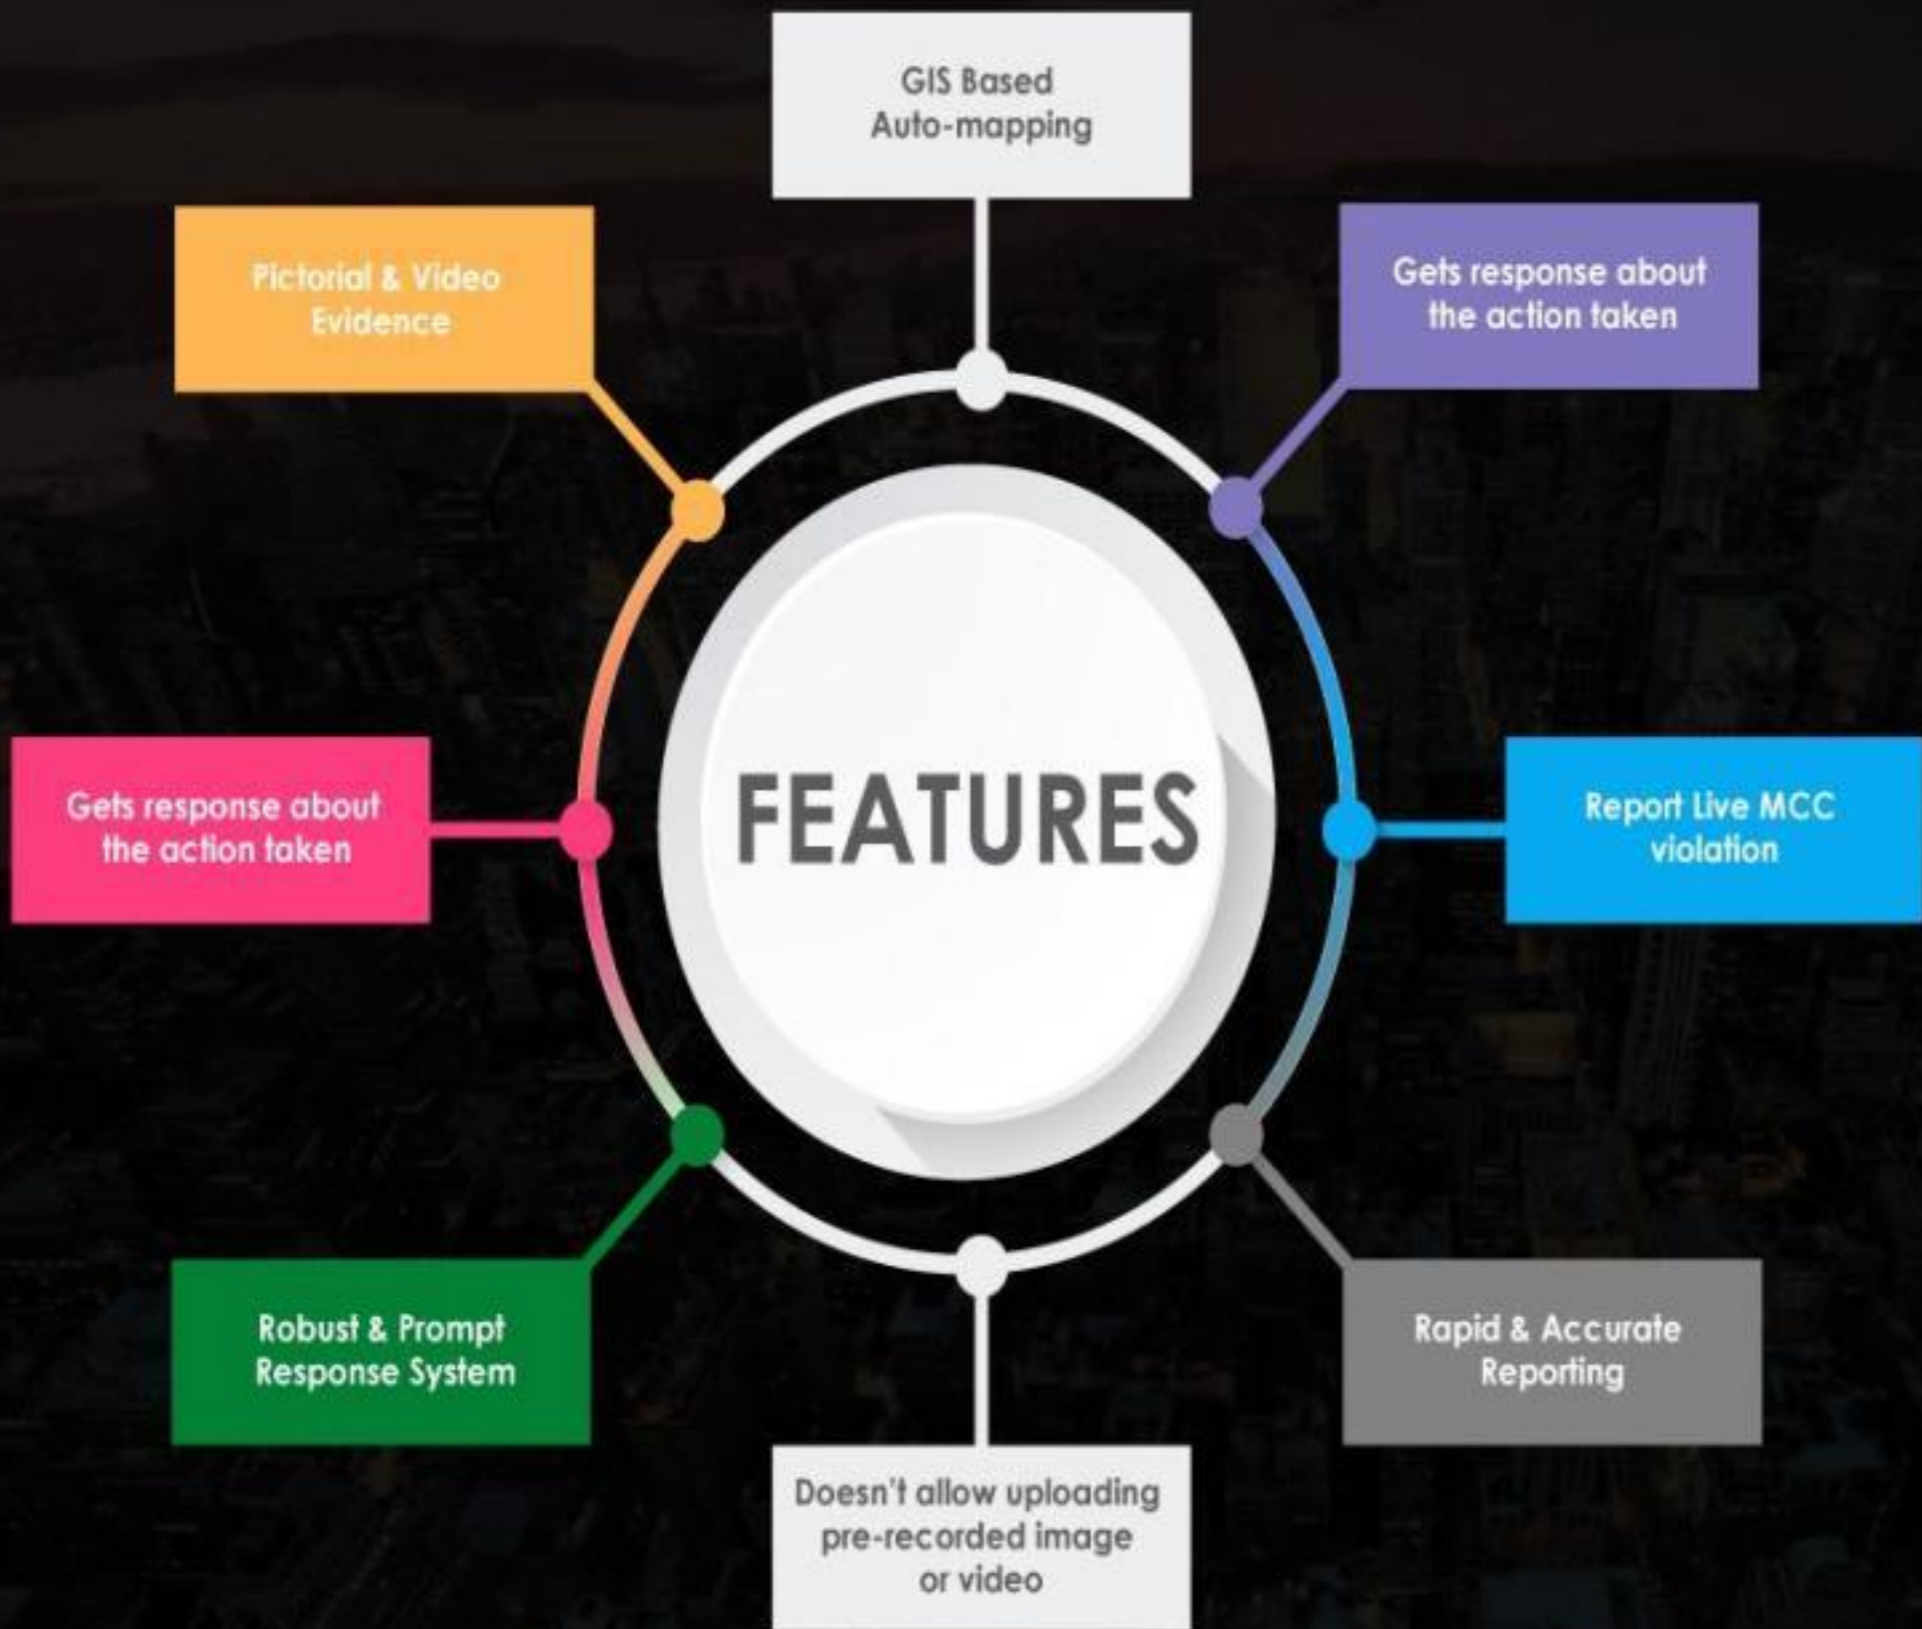 GIS Based
Auto-mapping
Pictorial & Video
Evidence
Gets response about
the action taken
Gets response about
the action taken
FEATURES
Report Live MCC
violation
Robust & Prompt
Response System
Rapid & Accurate
Reporting
Doesn't allow uploading
pre-recorded image
or video